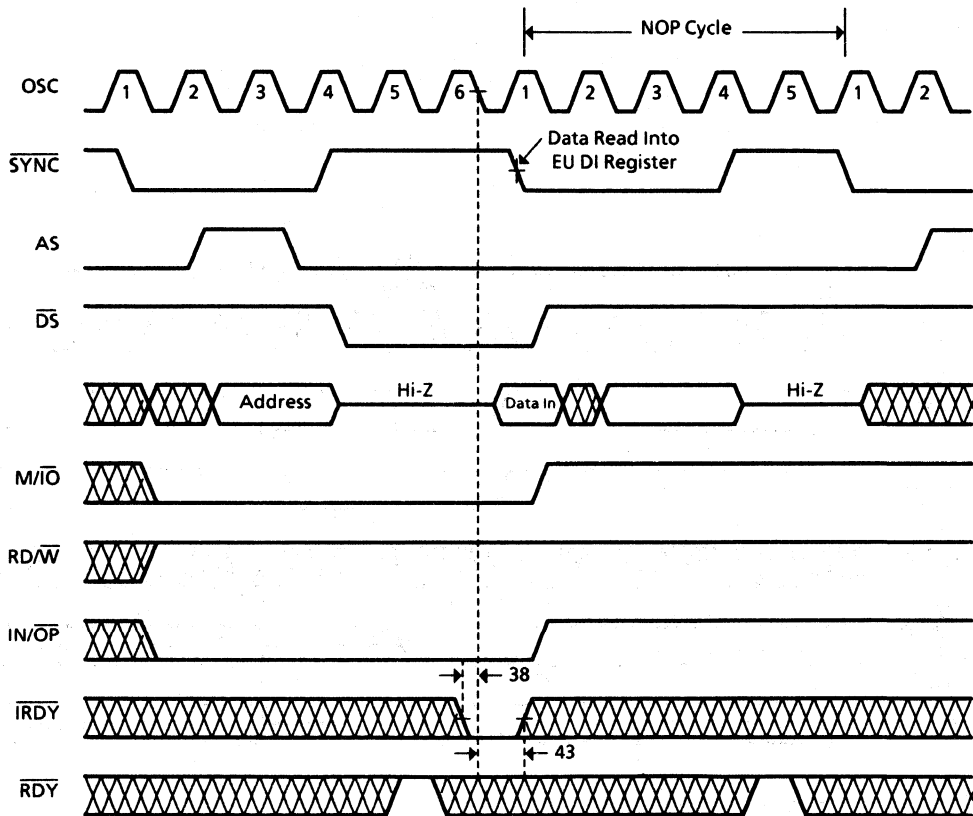 NOP Cycle
OSC 1 2 3 4 5 6 1 2 3 4 5 1 2
SYNC
Data Read Into
EU DI Register
AS
DS
Address Hi-Z Data In Hi-Z
M/IO
RD/W
IN/OP
38
IRDY
43
RDY